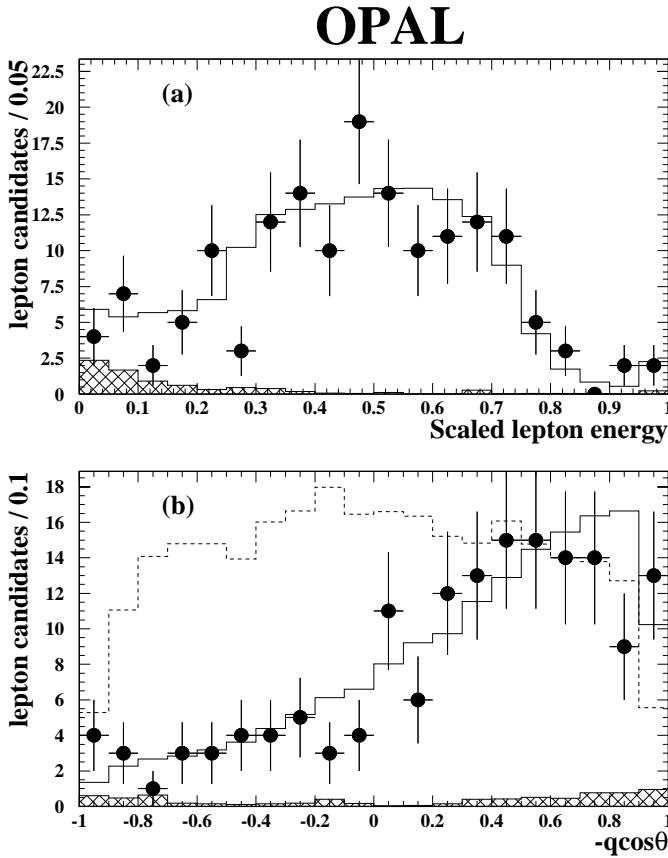 OPAL
lepton candidates / 0.05
(a)
22.5
20
17.5
15
12.5
10
7.5
5
2.5
0
0 0.1 0.2 0.3 0.4 0.5 0.6 0.7 0.8 0.9 1
Scaled lepton energy
lepton candidates / 0.1
(b)
18
16
14
12
10
8
6
4
2
0
-1 -0.8 -0.6 -0.4 -0.2 0 0.2 0.4 0.6 0.8 1
-qcosθ